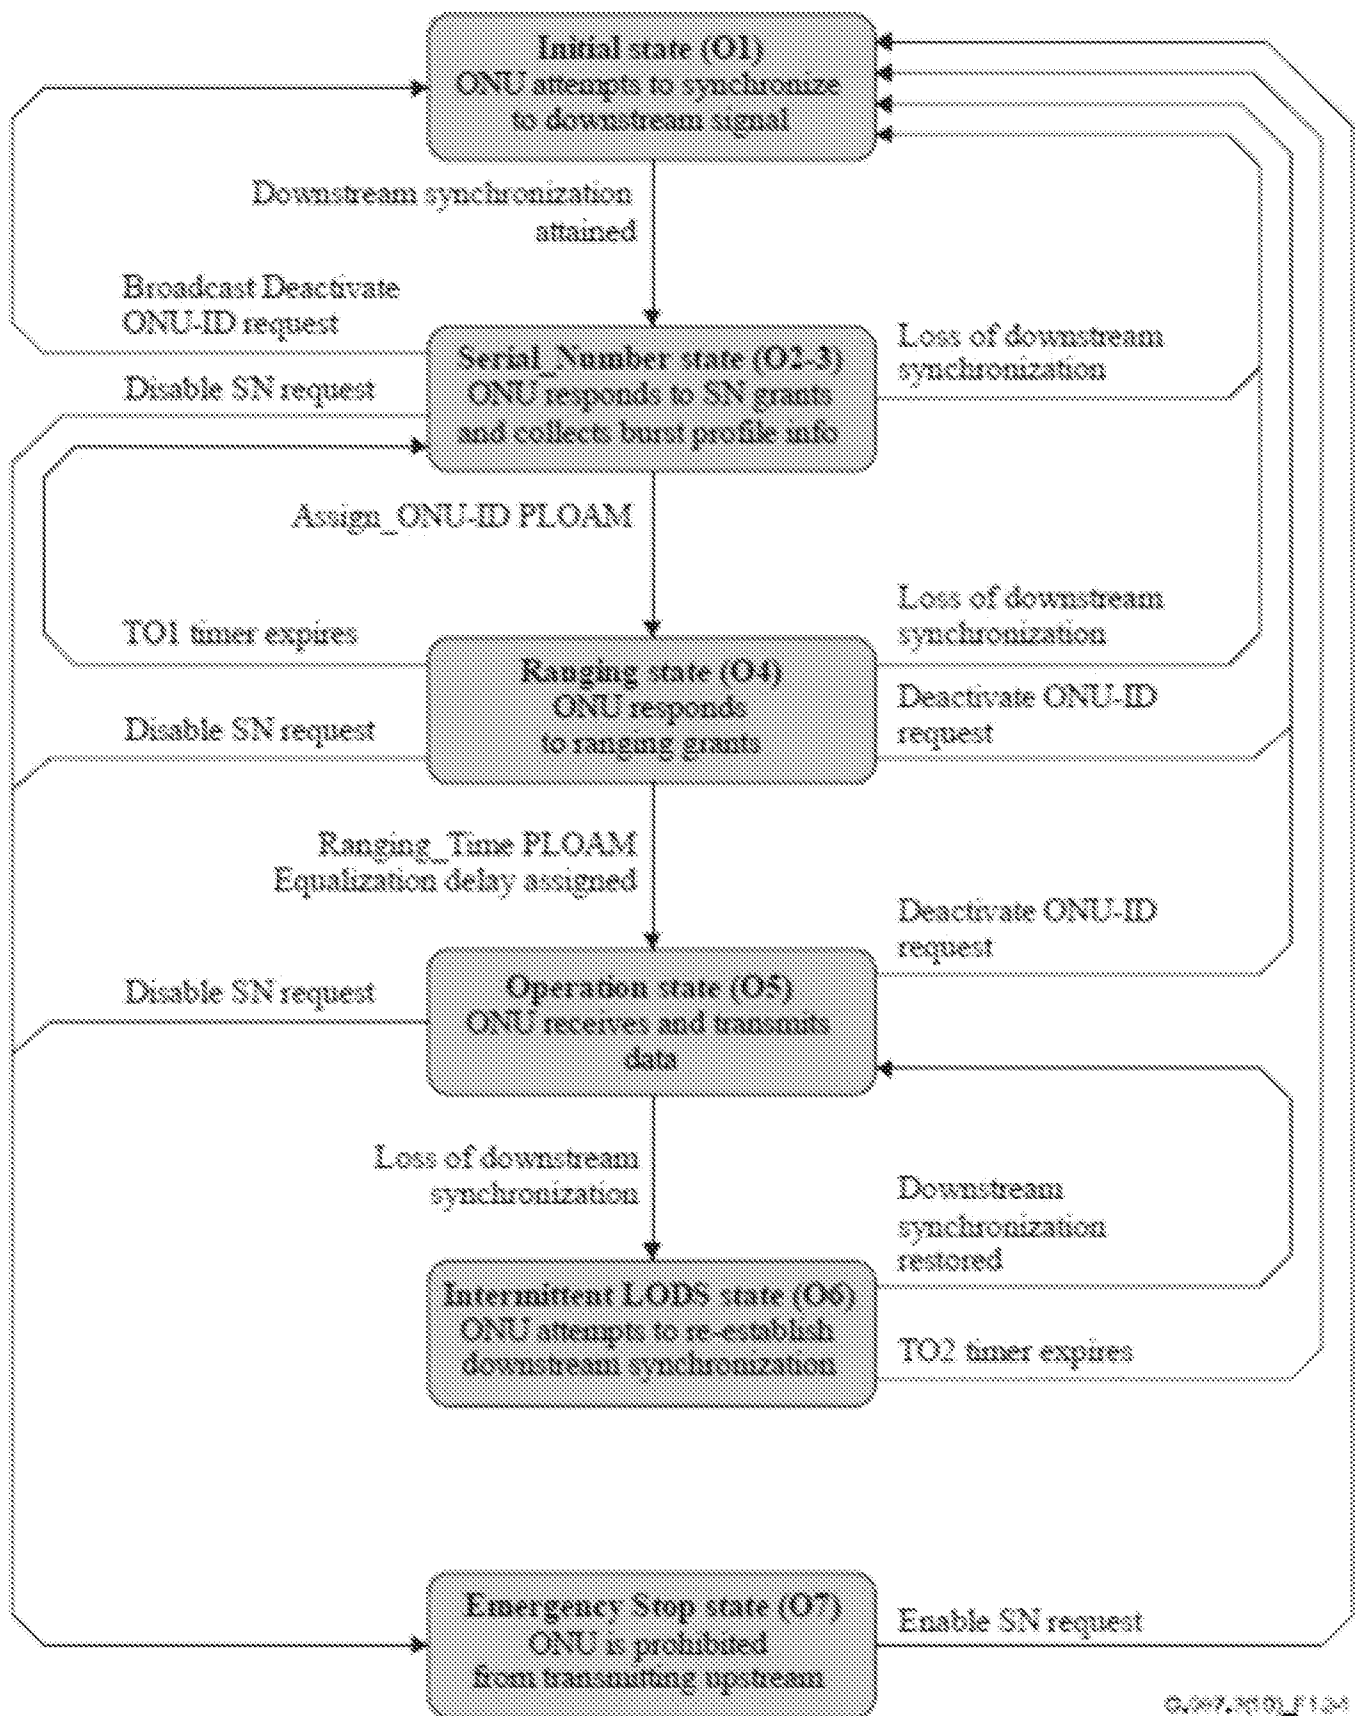 Initial state (O1)
ONU attempts to synchronize
to downstream signal
Downstream synchronization
attained
Broadcast Deactivate
ONU-ID request
Serial_Number state (O2-3)
ONU responds to SN grants
and collects burst profile info
Loss of downstream
synchronization
Disable SN request
Assign_ONU-ID PLOAM
TO1 timer expires
Loss of downstream
synchronization
Ranging state (O4)
ONU responds
to ranging grants
Disable SN request
Deactivate ONU-ID
request
Ranging_Time PLOAM
Equalization delay assigned
Deactivate ONU-ID
request
Operation state (O5)
ONU receives and transmits
data
Disable SN request
Loss of downstream
synchronization
Downstream
synchronization
restored
Intermittent LODS state (O6)
ONU attempts to re-establish
downstream synchronization
TO2 timer expires
Emergency Stop state (O7)
ONU is prohibited
from transmitting upstream
Enable SN request